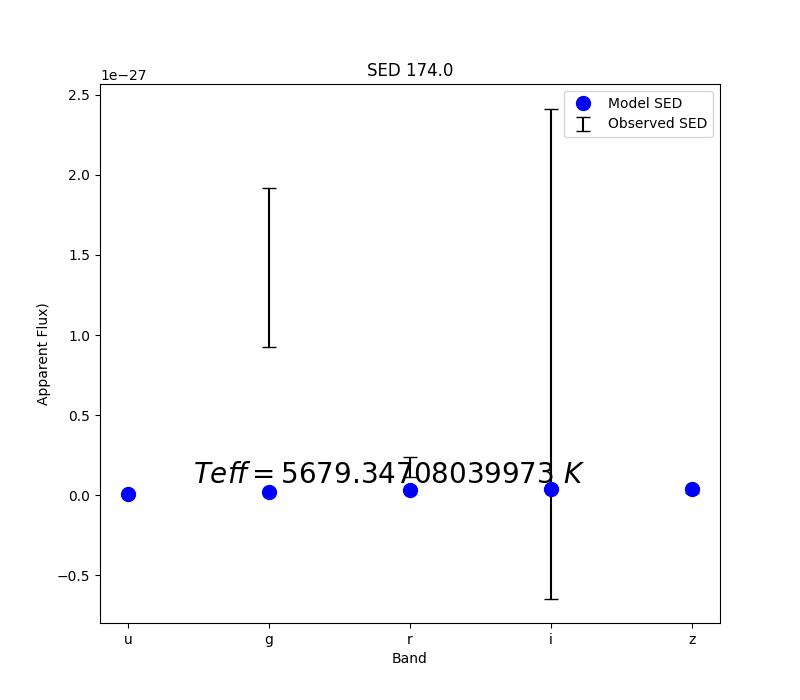 SED 174.0
1e−27
Model SED
Observed SED
2.5
2.0
1.5
1.0
0.5
0.0
−0.5
Apparent Flux)
Teff = 5679.34708039973 K
u g r i z
Band